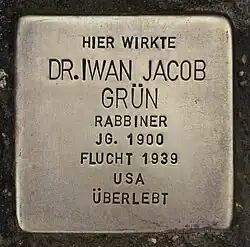 HIER WIRKTE
DR. IWAN JACOB
GRÜN
RABBINER
JG. 1900
FLUCHT 1939
USA
ÜBERLEBT